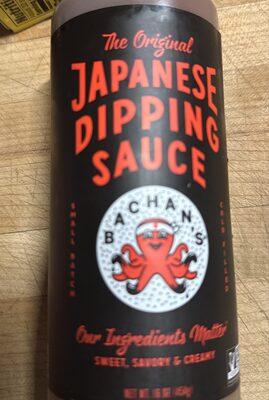 The Original
JAPANESE
DIPPING
SAUCE
BACHAN'S
SMALL BATCH
COLD FILLED
Our Ingredients Matter
SWEET, SAVORY & CREAMY
NET WT. 16 OZ (454g)